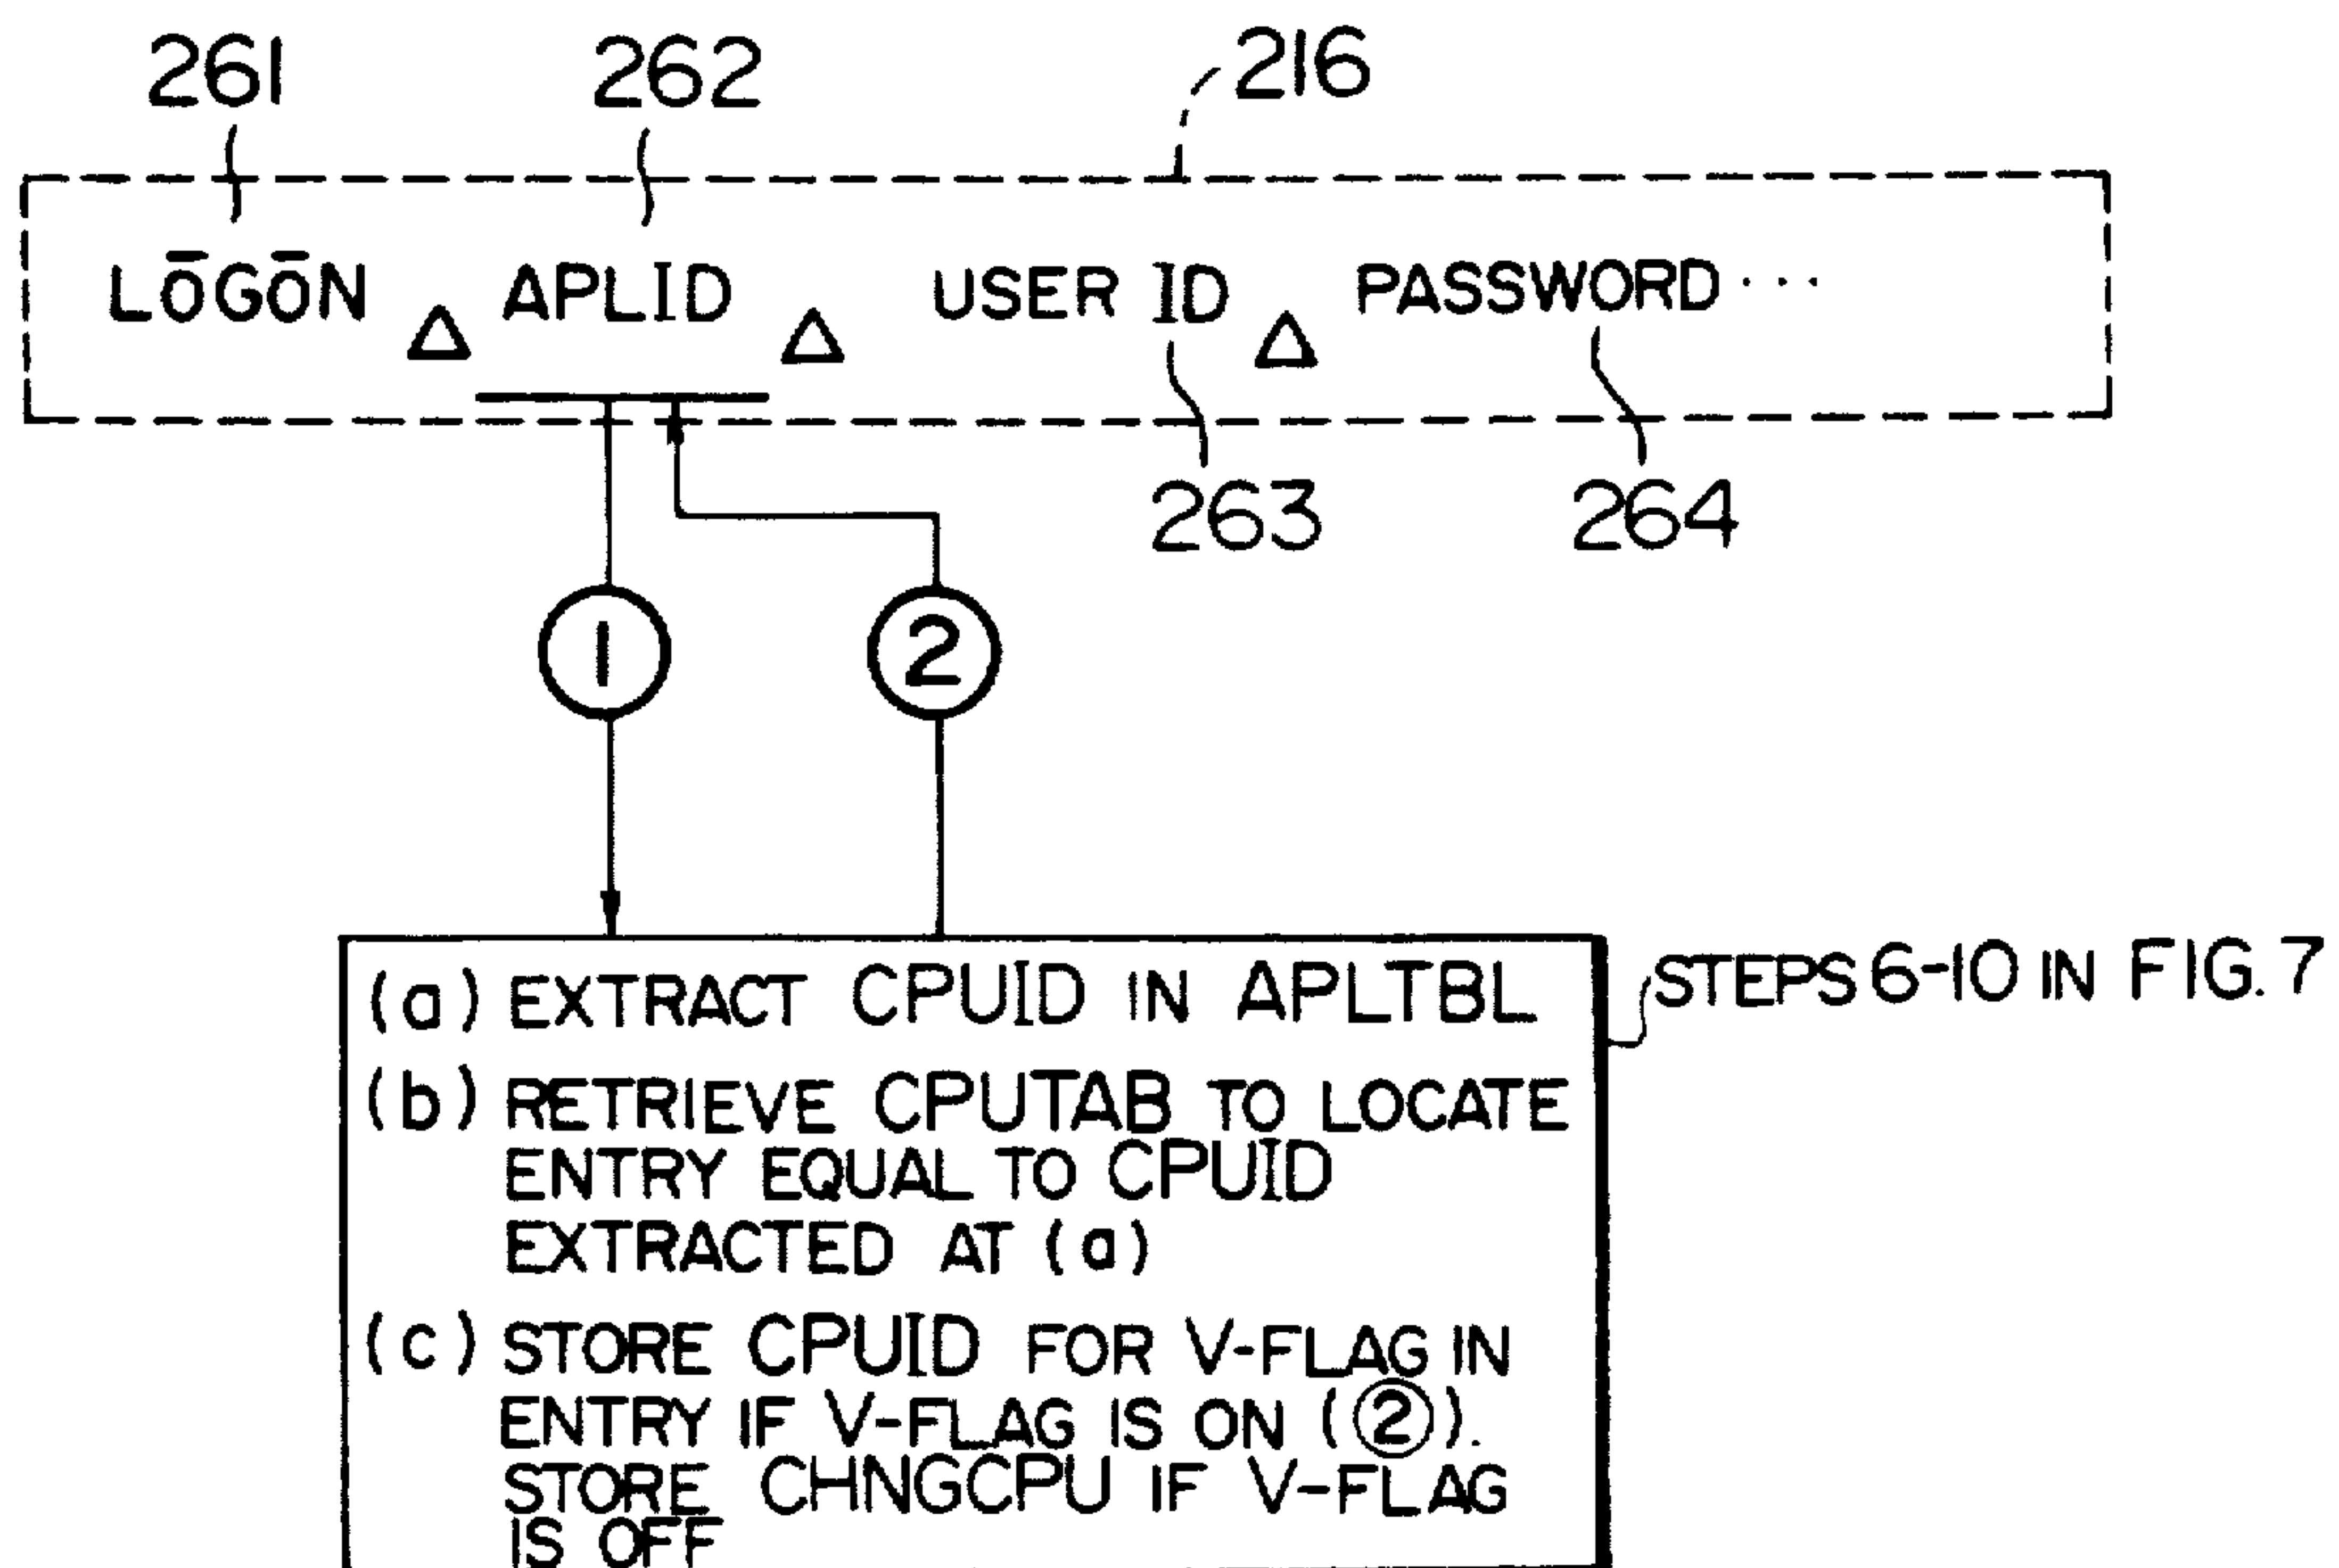 261 262 216
LŌGŌN △ APLID △ USER ID △ PASSWORD ...
263 264
① ②
STEPS 6-10 IN FIG. 7
(a) EXTRACT CPUID IN APLTBL
(b) RETRIEVE CPUTAB TO LOCATE
ENTRY EQUAL TO CPUID
EXTRACTED AT (a)
(c) STORE CPUID FOR V-FLAG IN
ENTRY IF V-FLAG IS ON (②).
STORE CHNGCPU IF V-FLAG
IS OFF